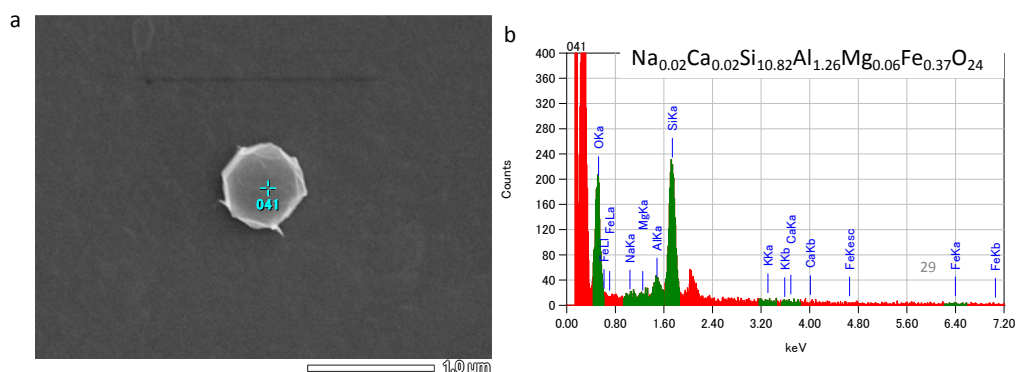 a
041
1.0 µm
b
041
Na0.02Ca0.02Si10.82Al1.26Mg0.06Fe0.37O24
400
360
320
280
240
200
160
120
80
40
0
Counts
OKa
FeLl
FeLa
NaKa
MgKa
AlKa
SiKa
KKa
KKb
CaKa
CaKb
FeKesc
29
FeKa
FeKb
0.00 0.80 1.60 2.40 3.20 4.00 4.80 5.60 6.40 7.20
keV